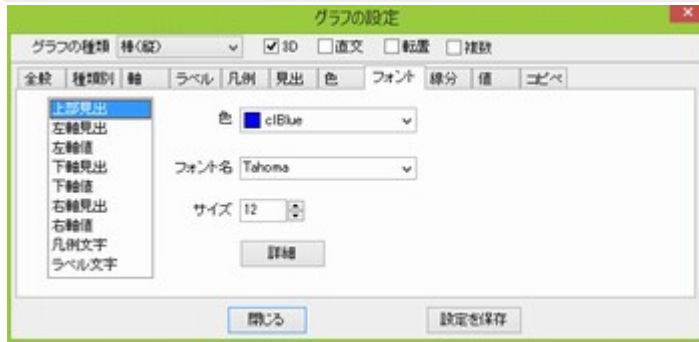 グラフの設定
グラフの種類 棒(縦) 3D 直交 転置 複数
全般 種類別 軸 ラベル 凡例 見出 色 フォント 線分 値 コピペ
上部見出
左軸見出
左軸値
下軸見出
下軸値
右軸見出
右軸値
凡例文字
ラベル文字
色 clBlue
フォント名 Tahoma
サイズ 12
詳細
閉じる 設定を保存